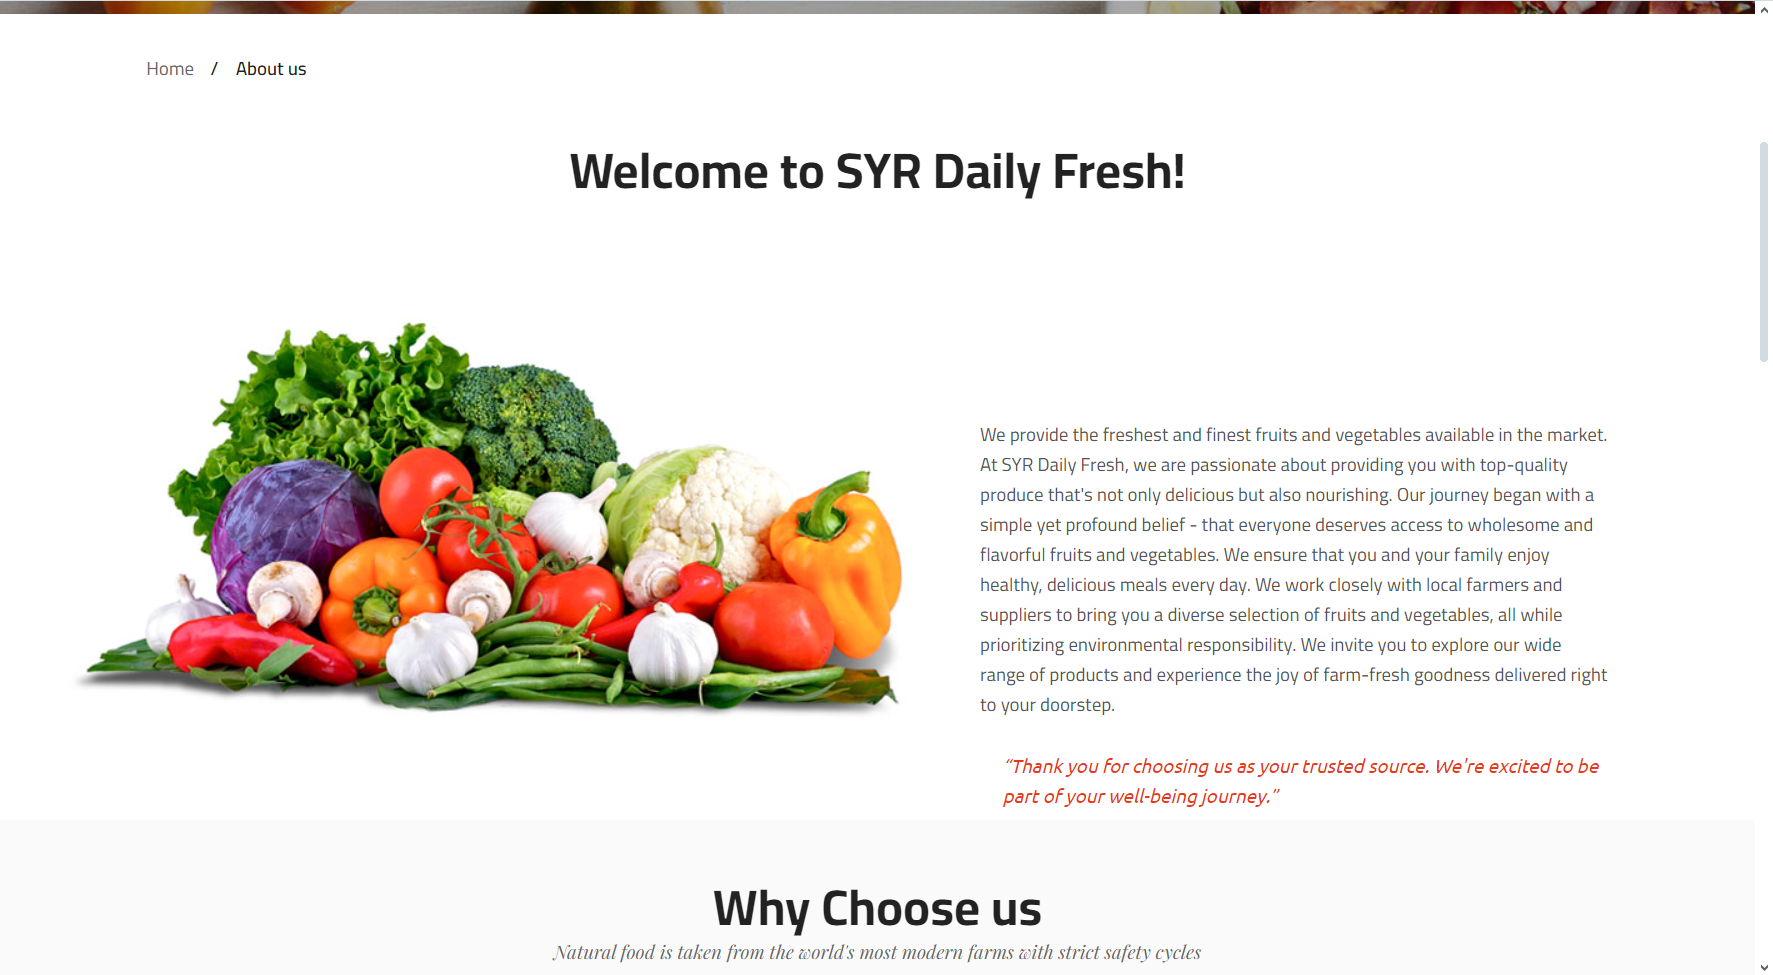 Home / About us
Welcome to SYR Daily Fresh!
We provide the freshest and finest fruits and vegetables available in the market.
At SYR Daily Fresh, we are passionate about providing you with top-quality
produce that's not only delicious but also nourishing. Our journey began with a
simple yet profound belief - that everyone deserves access to wholesome and
flavorful fruits and vegetables. We ensure that you and your family enjoy
healthy, delicious meals every day. We work closely with local farmers and
suppliers to bring you a diverse selection of fruits and vegetables, all while
prioritizing environmental responsibility. We invite you to explore our wide
range of products and experience the joy of farm-fresh goodness delivered right
to your doorstep.
“Thank you for choosing us as your trusted source. We're excited to be
part of your well-being journey.”
Why Choose us
Natural food is taken from the world's most modern farms with strict safety cycles